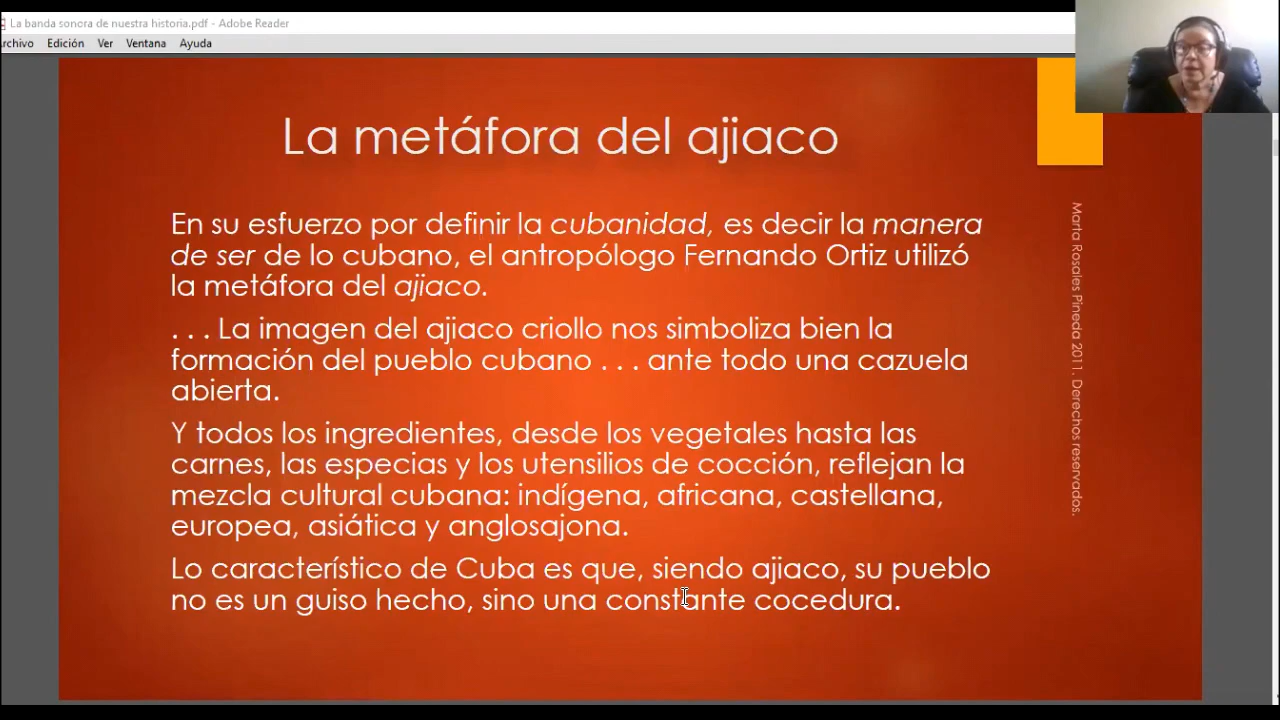 La banda sonora de nuestra historia.pdf - Adobe Reader
rchivo Edición Ver Ventana Ayuda
La metáfora del ajiaco
En su esfuerzo por definir la cubanidad, es decir la manera
de ser de lo cubano, el antropólogo Fernando Ortiz utilizó
la metáfora del ajiaco.
. . . La imagen del ajiaco criollo nos simboliza bien la
formación del pueblo cubano . . . ante todo una cazuela
abierta.
Y todos los ingredientes, desde los vegetales hasta las
carnes, las especias y los utensilios de cocción, reflejan la
mezcla cultural cubana: indígena, africana, castellana,
europea, asiática y anglosajona.
Lo característico de Cuba es que, siendo ajiaco, su pueblo
no es un guiso hecho, sino una constante cocedura.
Marta Rosales Pineda 2011. Derechos reservados.